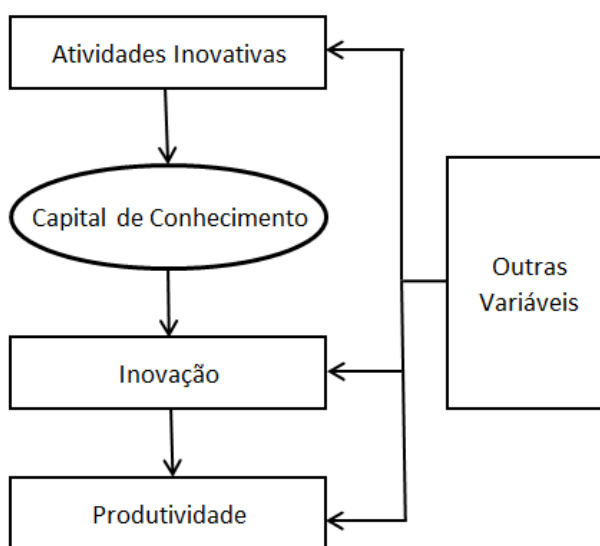 Atividades Inovativas
Capital de Conhecimento
Outras
Variáveis
Inovação
Produtividade